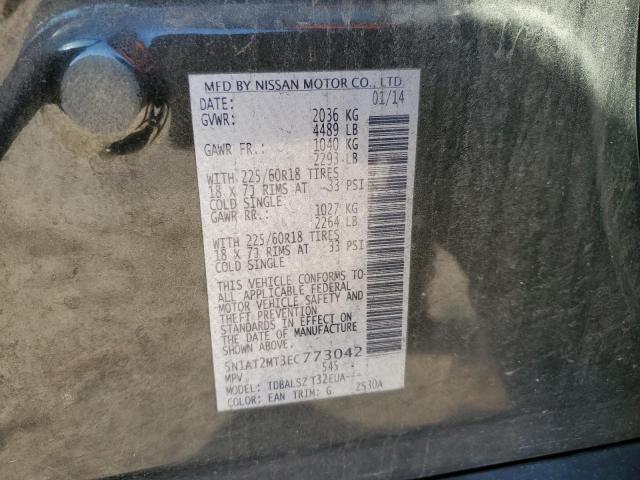 MFD BY NISSAN MOTOR CO., LTD
DATE: 01/14
GVWR: 2036 KG
4489 LB
GAWR FR.: 1040 KG
2293 LB
WITH 225/60R18 TIRES
18 X 7J RIMS AT 33 PSI
COLD SINGLE
GAWR RR.: 1027 KG
2264 LB
WITH 225/60R18 TIRES
18 X 7J RIMS AT 33 PSI
COLD SINGLE
THIS VEHICLE CONFORMS TO
ALL APPLICABLE FEDERAL
MOTOR VEHICLE SAFETY AND
THEFT PREVENTION
STANDARDS IN EFFECT ON
THE DATE OF MANUFACTURE
SHOWN ABOVE.
5N1AT2MT3EC773042
MPV 545
MODEL: TDBALSZ T32EUA---
COLOR: EAN TRIM: G 2530A